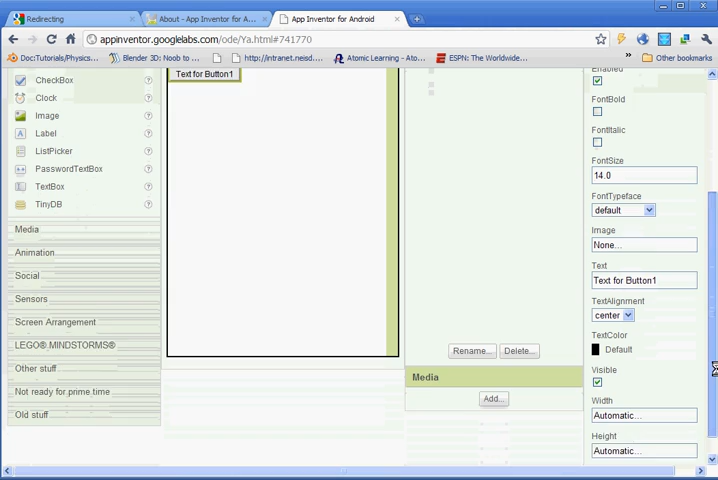 Redirecting
About - App Inventor for A...
App Inventor for Android
appinventor.googlelabs.com/ode/Ya.html#741770
Doc:Tutorials/Physics...
Blender 3D: Noob to ...
http://intranet.neisd...
Atomic Learning - Ato...
ESPN: The Worldwide...
Other bookmarks
CheckBox
Clock
Image
Label
ListPicker
PasswordTextBox
TextBox
TinyDB
Media
Animation
Social
Sensors
Screen Arrangement
LEGO® MINDSTORMS®
Other stuff
Not ready for prime time
Old stuff
Text for Button1
Rename...
Delete...
Media
Add...
Enabled
FontBold
FontItalic
FontSize
14.0
FontTypeface
default
Image
None...
Text
Text for Button1
TextAlignment
center
TextColor
Default
Visible
Width
Automatic...
Height
Automatic...